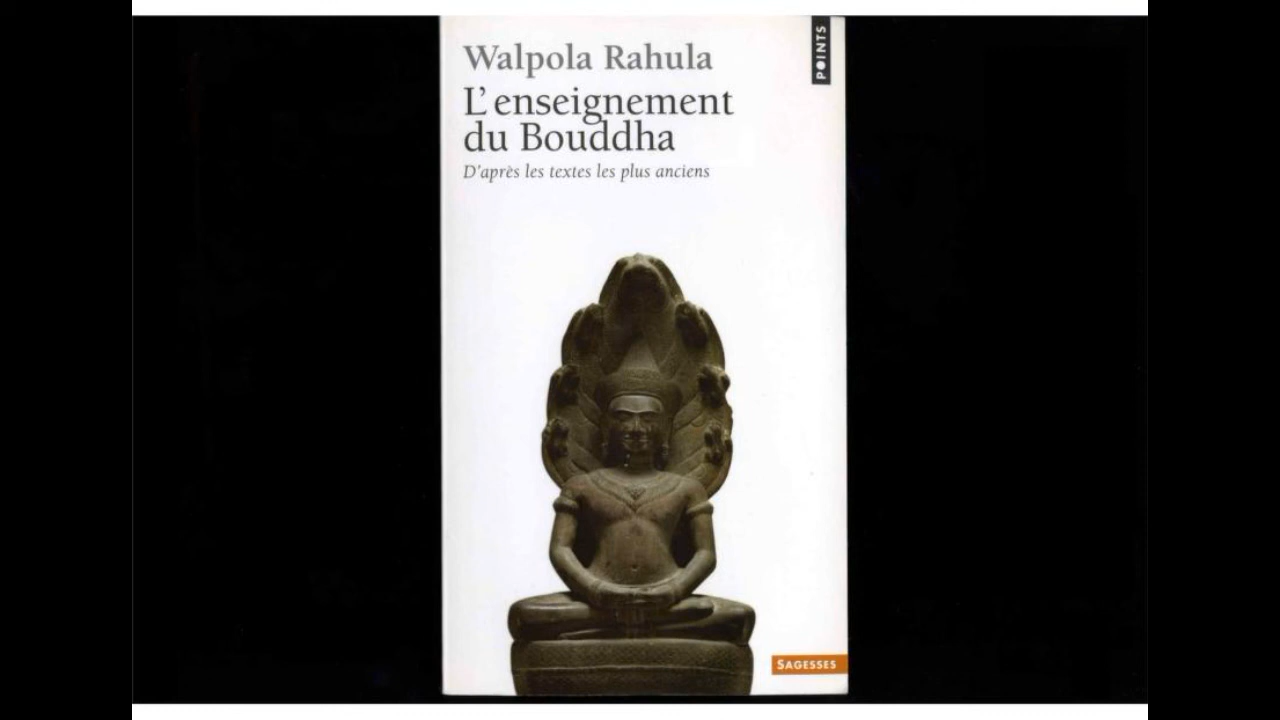 Walpola Rahula
L'enseignement
du Bouddha
D'après les textes les plus anciens
POINTS
SAGESSES